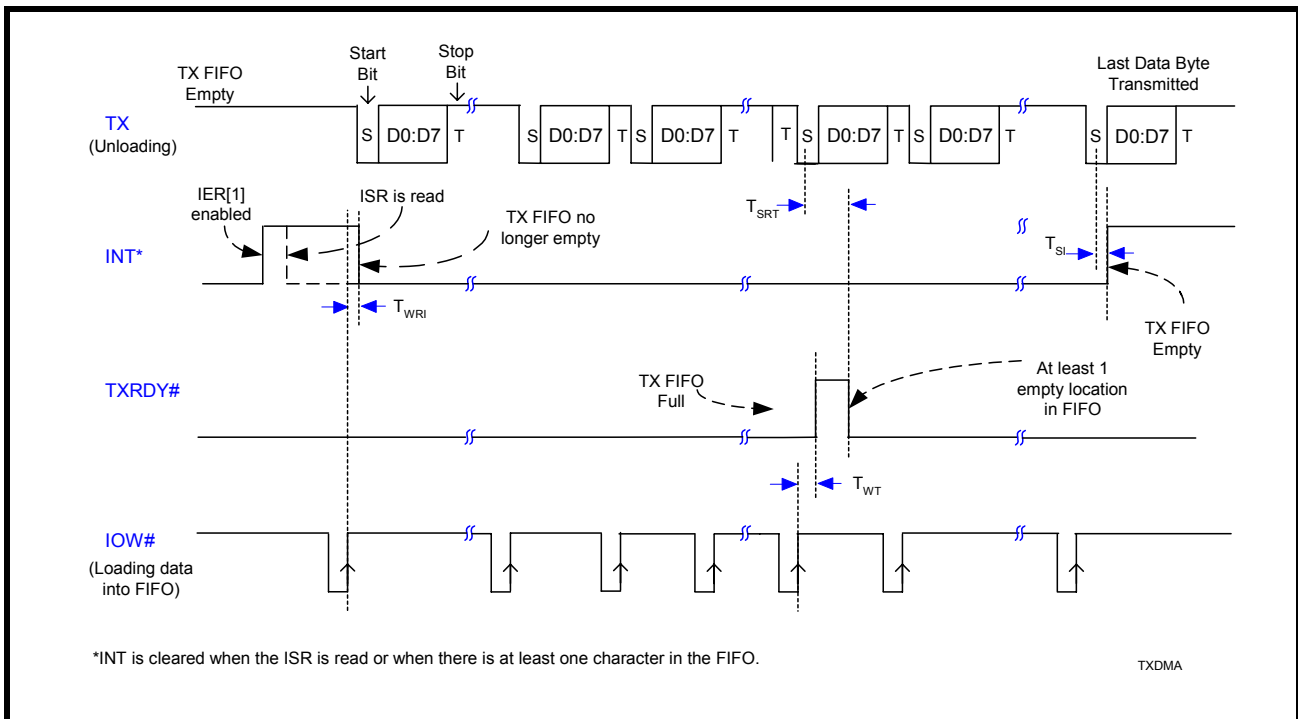 Start
Bit
Stop
Bit
TX FIFO
Empty
Last Data Byte
Transmitted
TX
(Unloading)
S D0:D7 T S D0:D7 T S D0:D7 T T S D0:D7 T S D0:D7 T S D0:D7 T
IER[1]
enabled
ISR is read
TX FIFO no
longer empty
TSRT
TSI
INT*
TWRI
TX FIFO
Empty
TXRDY#
TX FIFO
Full
At least 1
empty location
in FIFO
TWT
IOW#
(Loading data
into FIFO)
*INT is cleared when the ISR is read or when there is at least one character in the FIFO.
TXDMA